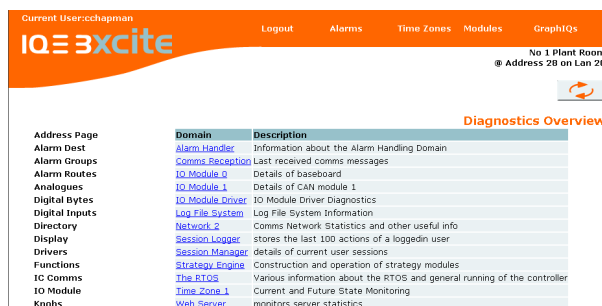 Current User:cchapman
Logout Alarms Time Zones Modules GraphIQs
IQ3xcite
No 1 Plant Room
@ Address 28 on Lan 20
Diagnostics Overview
Address Page Domain Description
Alarm Dest Alarm Handler Information about the Alarm Handling Domain
Alarm Groups Comms Reception Last received comms messages
Alarm Routes IO Module 0 Details of baseboard
Analogues IO Module 1 Details of CAN module 1
Digital Bytes IO Module Driver IO Module Driver Diagnostics
Digital Inputs Log File System Log File System Information
Directory Network 2 Comms Network Statistics and other useful info
Display Session Logger stores the last 100 actions of a loggedin user
Drivers Session Manager details of current user sessions
Functions Strategy Engine Construction and operation of strategy modules
IC Comms The RTOS Various information about the RTOS and general running of the controller
IO Module Time Zone 1 Current and Future State Monitoring
Knobs Web Server monitors server statistics